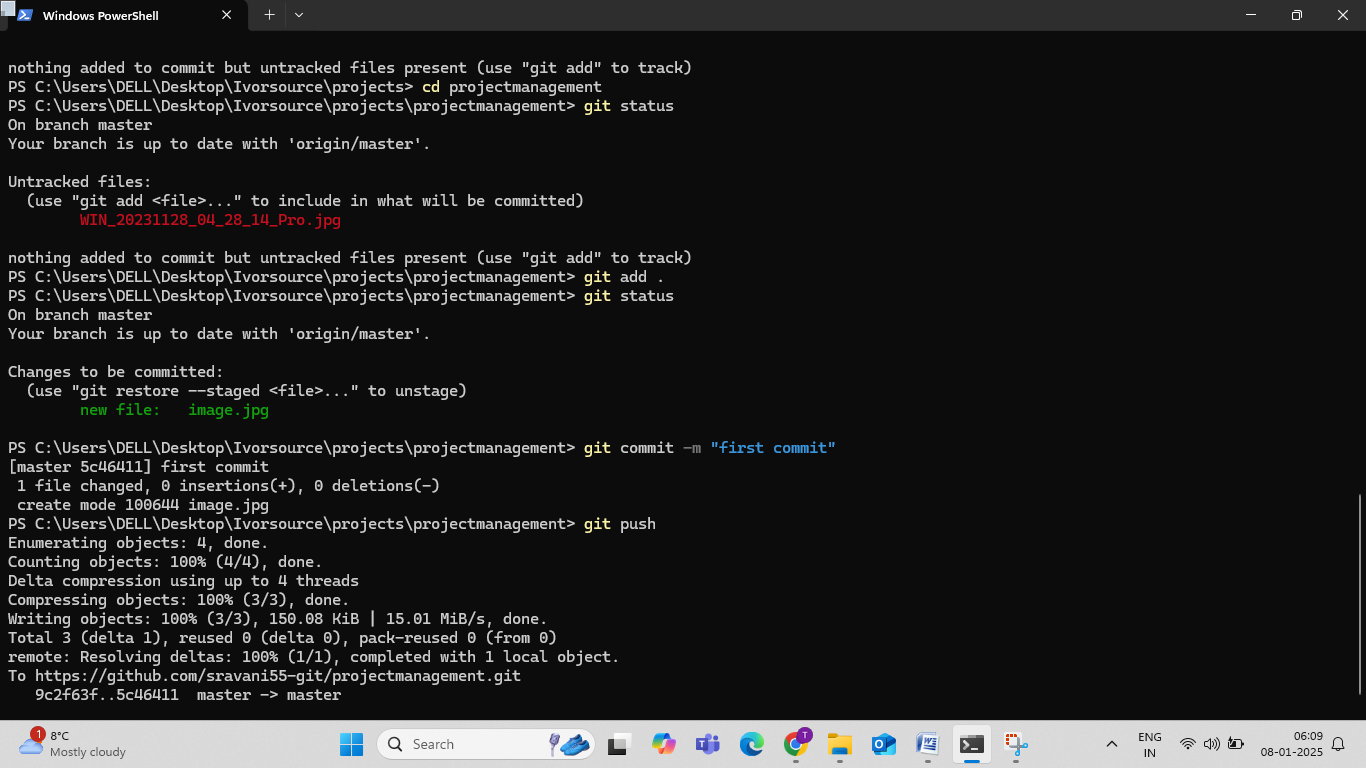 Windows PowerShell
nothing added to commit but untracked files present (use "git add" to track)
PS C:\Users\DELL\Desktop\Ivorsource\projects> cd projectmanagement
PS C:\Users\DELL\Desktop\Ivorsource\projects\projectmanagement> git status
On branch master
Your branch is up to date with 'origin/master'.
Untracked files:
(use "git add <file>..." to include in what will be committed)
WIN_20231128_04_28_14_Pro.jpg
nothing added to commit but untracked files present (use "git add" to track)
PS C:\Users\DELL\Desktop\Ivorsource\projects\projectmanagement> git add .
PS C:\Users\DELL\Desktop\Ivorsource\projects\projectmanagement> git status
On branch master
Your branch is up to date with 'origin/master'.
Changes to be committed:
(use "git restore --staged <file>..." to unstage)
new file:   image.jpg
PS C:\Users\DELL\Desktop\Ivorsource\projects\projectmanagement> git commit -m "first commit"
[master 5c46411] first commit
1 file changed, 0 insertions(+), 0 deletions(-)
create mode 100644 image.jpg
PS C:\Users\DELL\Desktop\Ivorsource\projects\projectmanagement> git push
Enumerating objects: 4, done.
Counting objects: 100% (4/4), done.
Delta compression using up to 4 threads
Compressing objects: 100% (3/3), done.
Writing objects: 100% (3/3), 150.08 KiB | 15.01 MiB/s, done.
Total 3 (delta 1), reused 0 (delta 0), pack-reused 0 (from 0)
remote: Resolving deltas: 100% (1/1), completed with 1 local object.
To https://github.com/sravani55-git/projectmanagement.git
9c2f63f..5c46411  master -> master
1
8°C
Mostly cloudy
Search
T
ENG
IN
06:09
08-01-2025